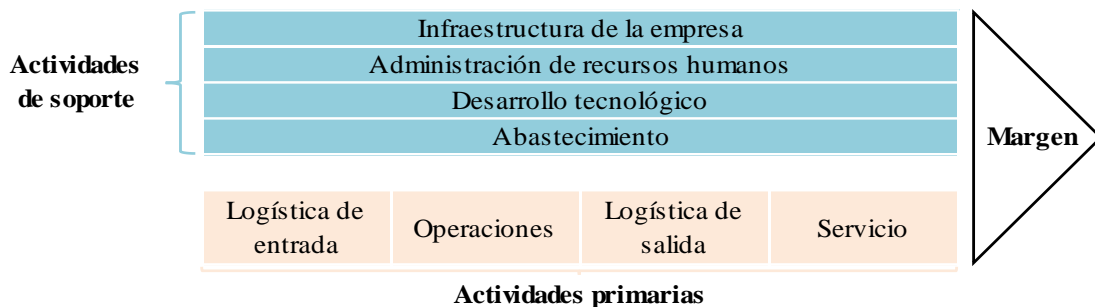 Infraestructura de la empresa
Actividades
de soporte
Administración de recursos humanos
Desarrollo tecnológico
Abastecimiento
Margen
Logística de
entrada
Operaciones
Logística de
salida
Servicio
Actividades primarias